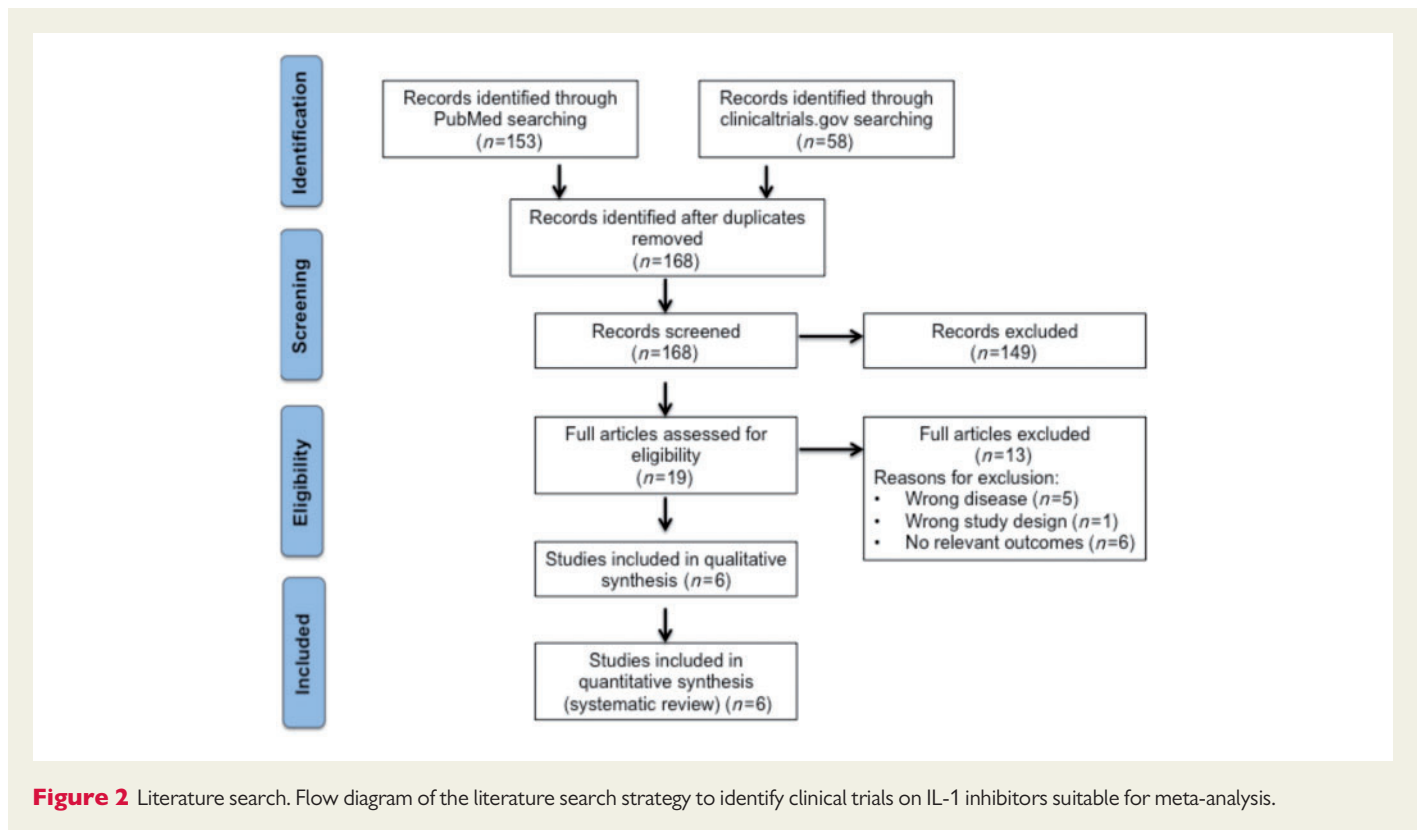 Identification
Records identified through
PubMed searching
(n=153)
Records identified through
clinicaltrials.gov searching
(n=58)
Records identified after duplicates
removed
(n=168)
Screening
Records screened
(n=168)
Records excluded
(n=149)
Eligibility
Full articles assessed for
eligibility
(n=19)
Full articles excluded
(n=13)
Reasons for exclusion:
• Wrong disease (n=5)
• Wrong study design (n=1)
• No relevant outcomes (n=6)
Studies included in qualitative
synthesis (n=6)
Included
Studies included in
quantitative synthesis
(systematic review) (n=6)
Figure 2 Literature search. Flow diagram of the literature search strategy to identify clinical trials on IL-1 inhibitors suitable for meta-analysis.